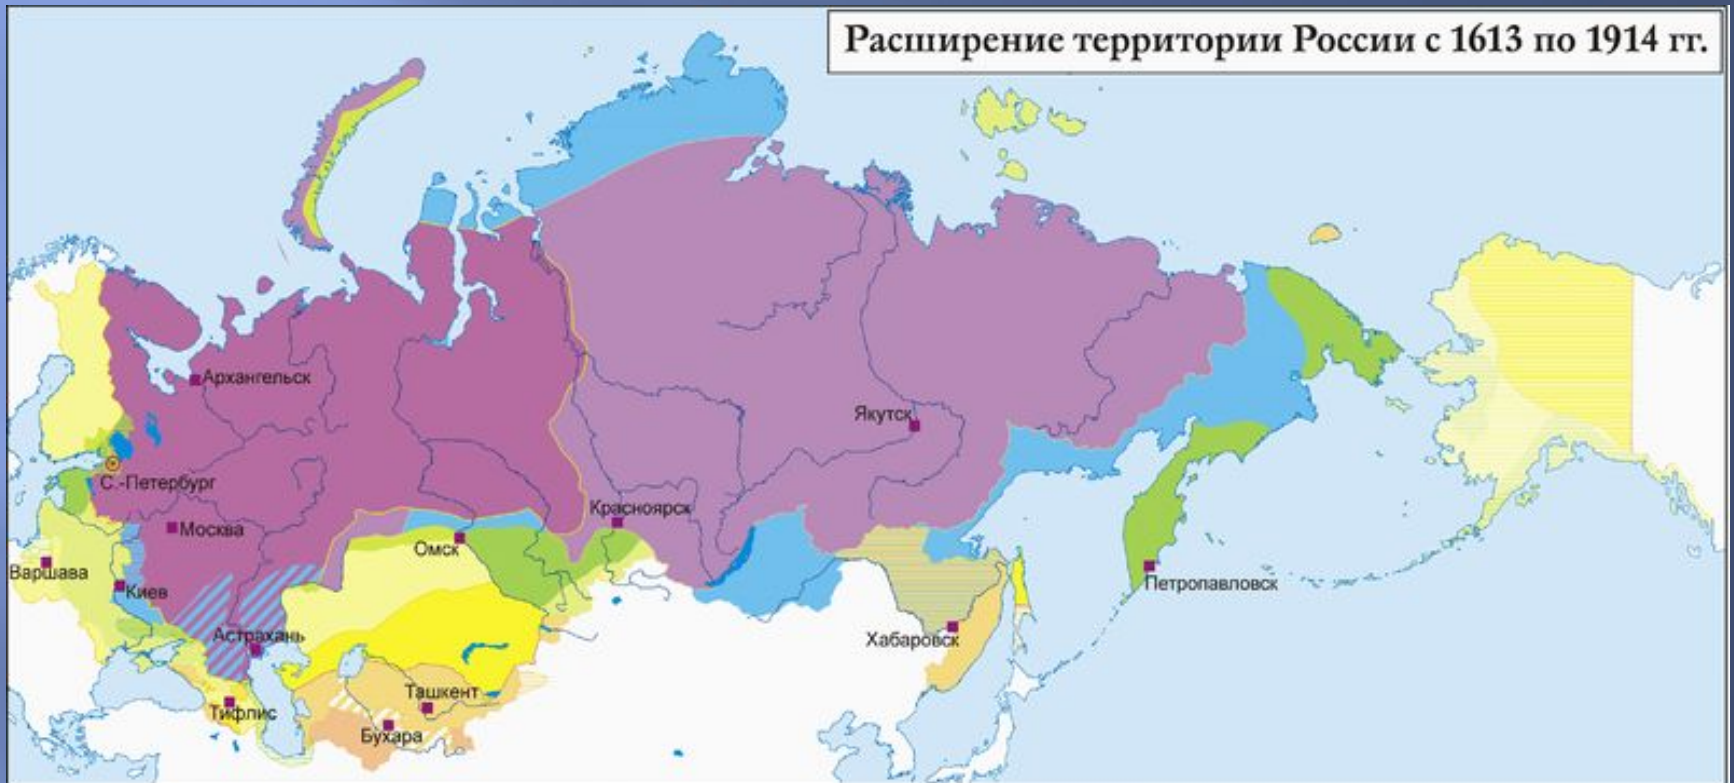 Расширение территории России с 1613 по 1914 гг.
Архангельск
Якутск
С.-Петербург
Красноярск
Москва
Омск
Варшава
Киев
Петропавловск
Астрахань
Хабаровск
Ташкент
Тифлис
Бухара